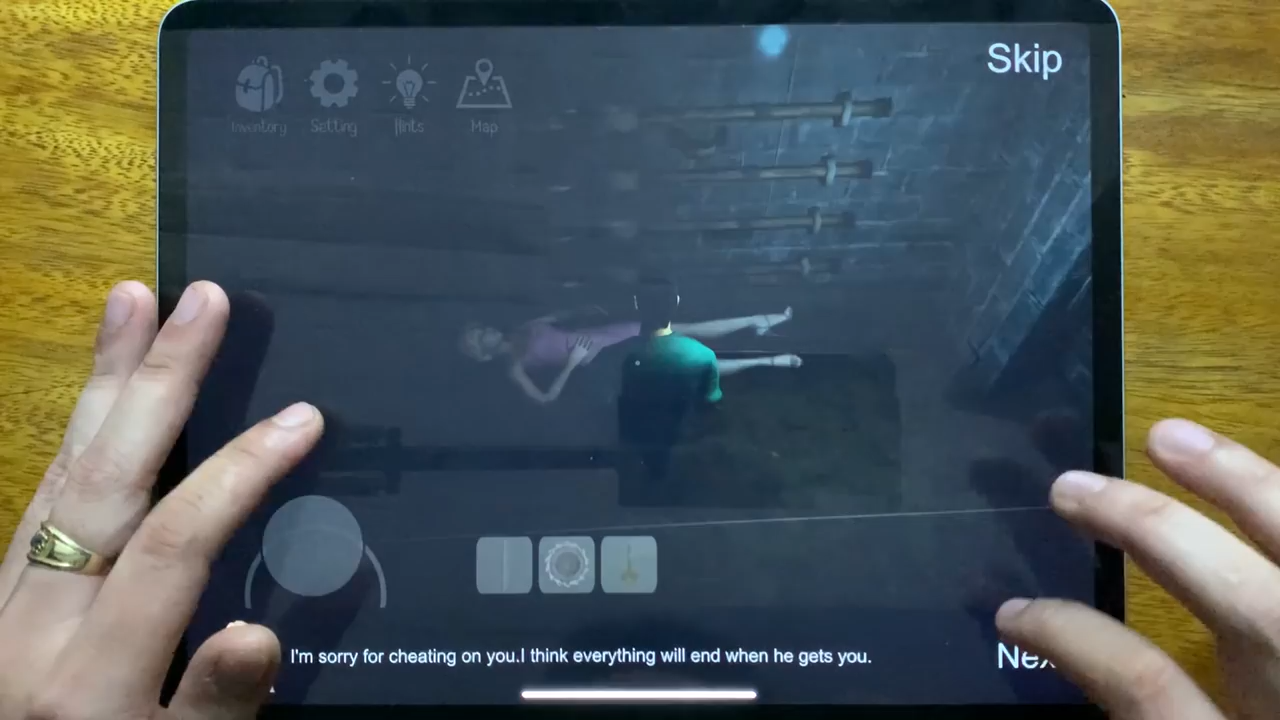 Skip
Inventory
Setting
Hints
Map
I'm sorry for cheating on you.I think everything will end when he gets you.